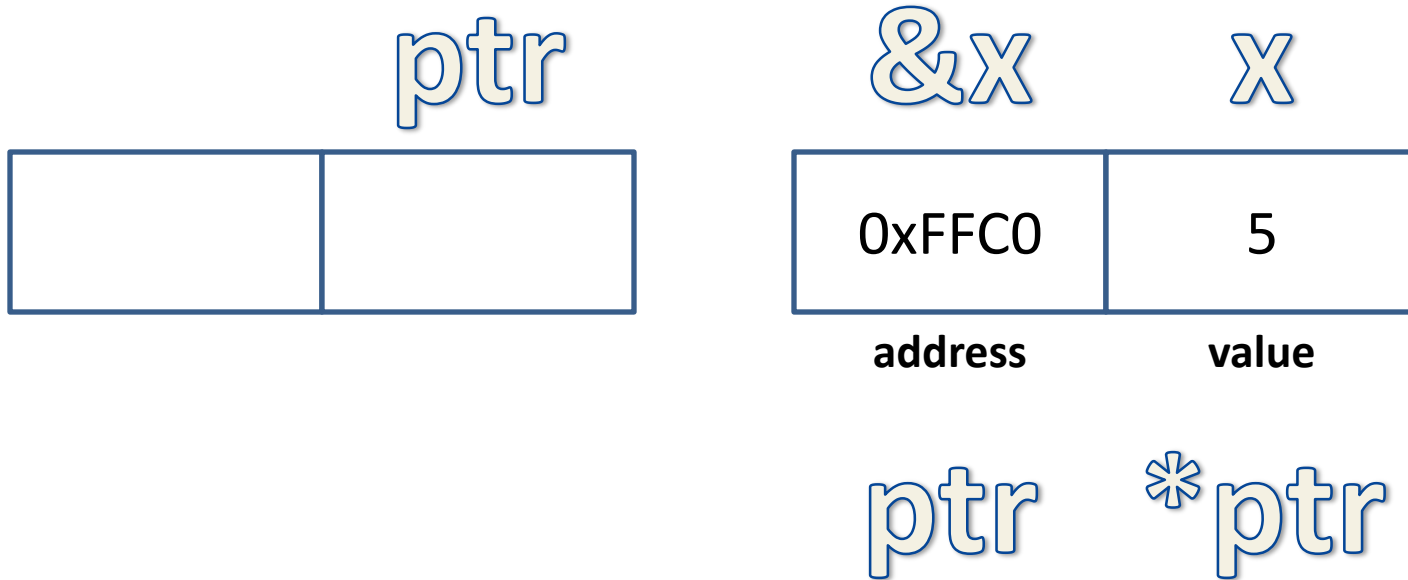 ptr &x x
0xFFC0 5
address value
ptr *ptr